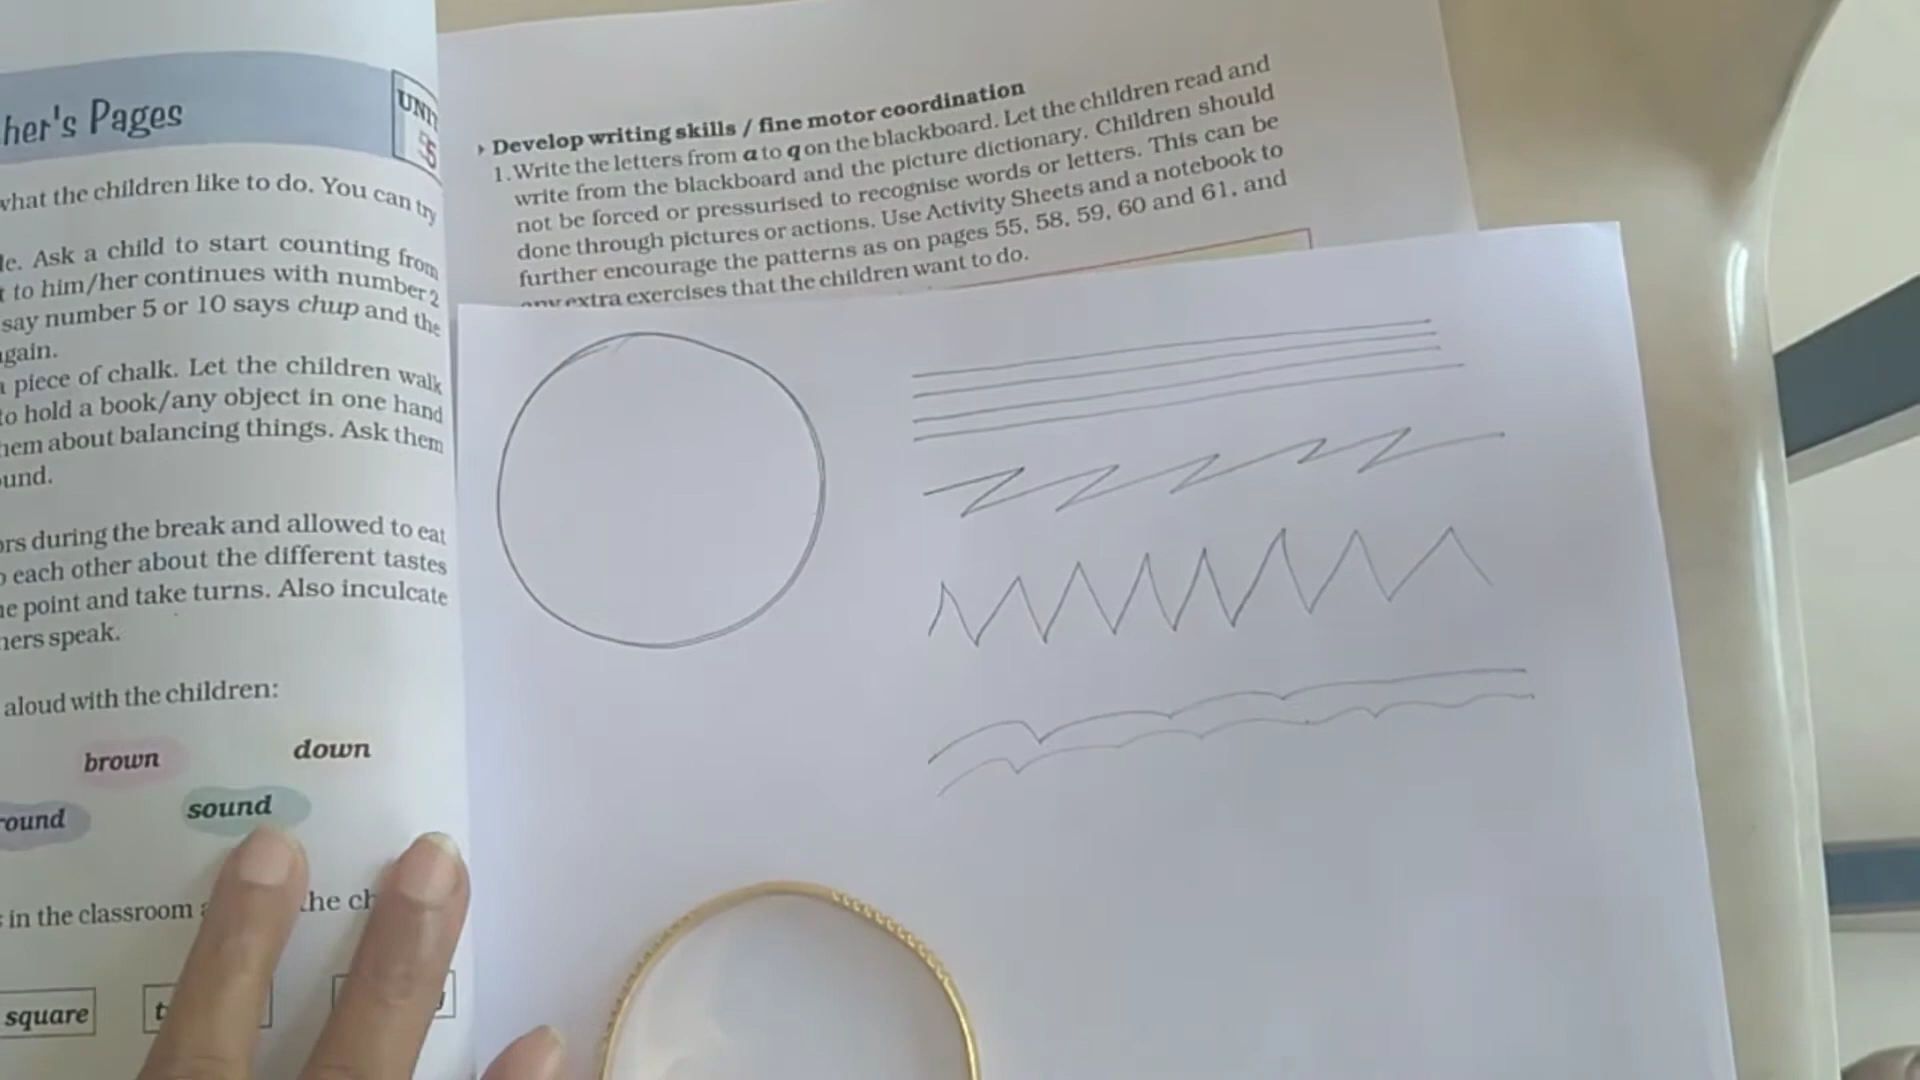 her's Pages
UNIT
5
what the children like to do. You can try
le. Ask a child to start counting from
t to him/her continues with number 2
say number 5 or 10 says chup and the
again.
a piece of chalk. Let the children walk
to hold a book/any object in one hand
hem about balancing things. Ask them
ound.
ors during the break and allowed to eat
o each other about the different tastes
he point and take turns. Also inculcate
hers speak.
aloud with the children:
brown down
round sound
in the classroom the ch
square
› Develop writing skills / fine motor coordination
1. Write the letters from a to q on the blackboard. Let the children read and
write from the blackboard and the picture dictionary. Children should
not be forced or pressurised to recognise words or letters. This can be
done through pictures or actions. Use Activity Sheets and a notebook to
further encourage the patterns as on pages 55, 58, 59, 60 and 61, and
any extra exercises that the children want to do.